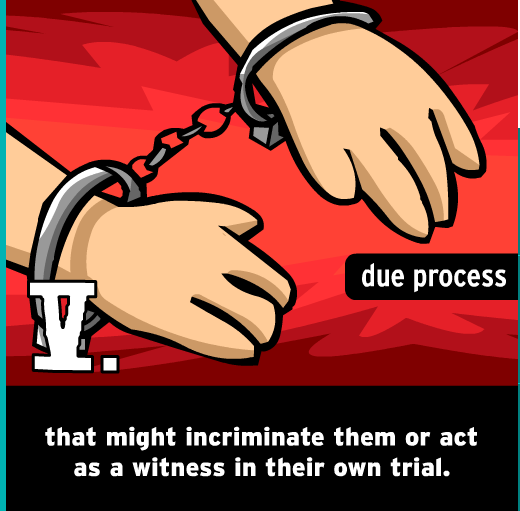 due process
V.
that might incriminate them or act
as a witness in their own trial.